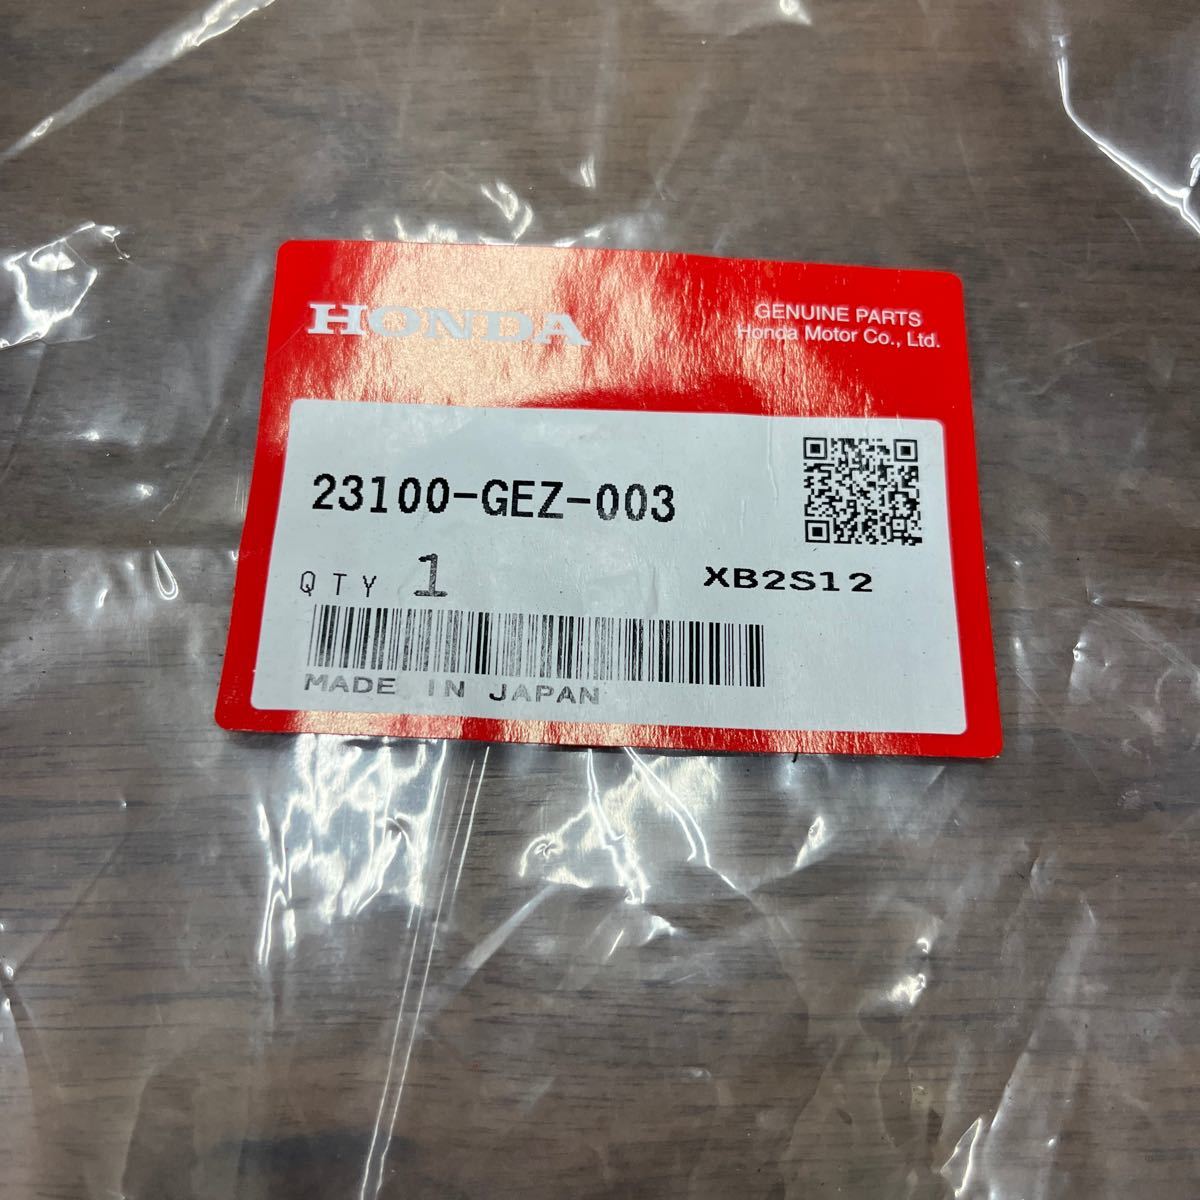 HONDA
GENUINE PARTS
Honda Motor Co., Ltd.
23100-GEZ-003
QTY 1
XB2S12
MADE IN JAPAN